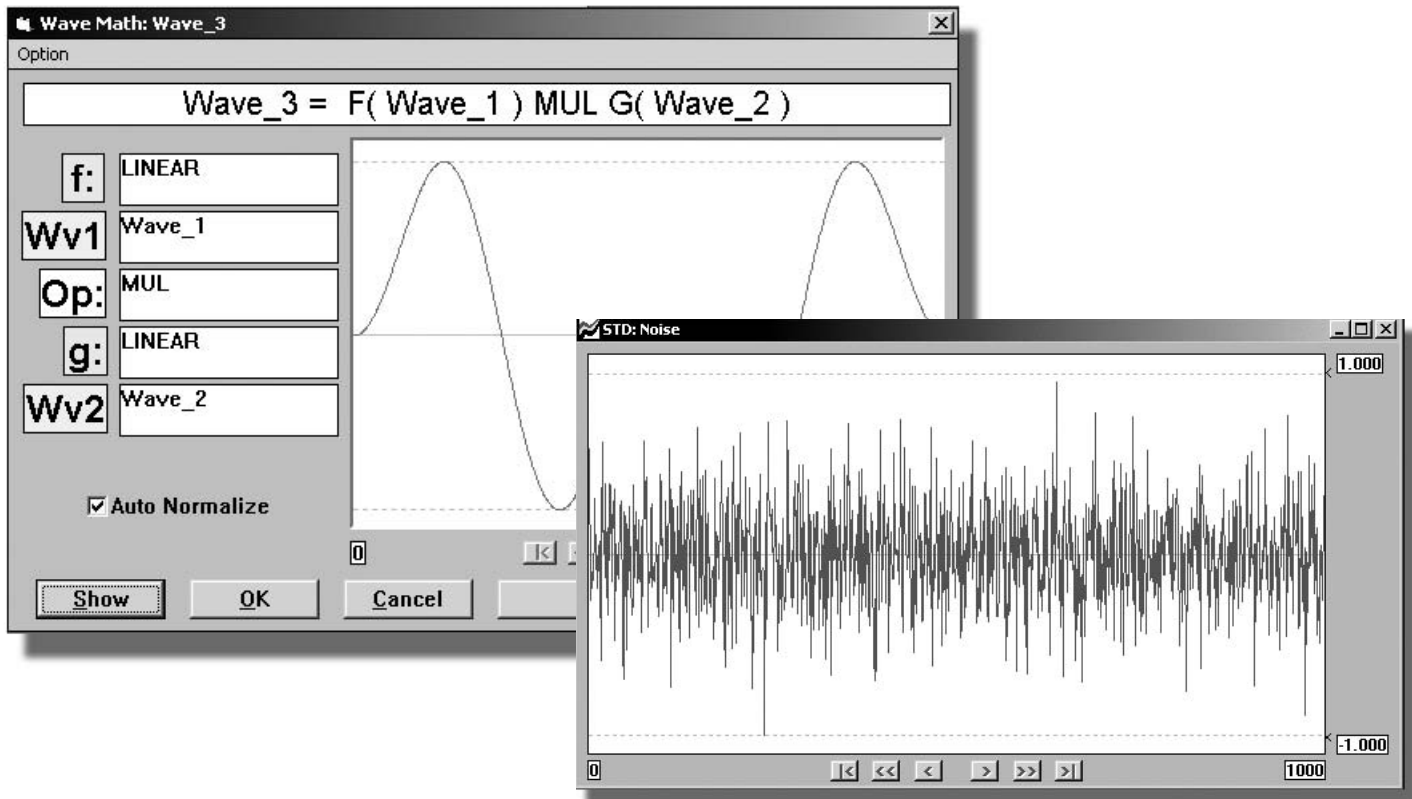 Wave Math: Wave_3
Option
Wave_3 = F( Wave_1 ) MUL G( Wave_2 )
f: LINEAR
Wv1 Wave_1
Op: MUL
g: LINEAR
Wv2 Wave_2
Auto Normalize
0
Show OK Cancel
STD: Noise
1.000
-1.000
0 |< << < > >> >| 1000